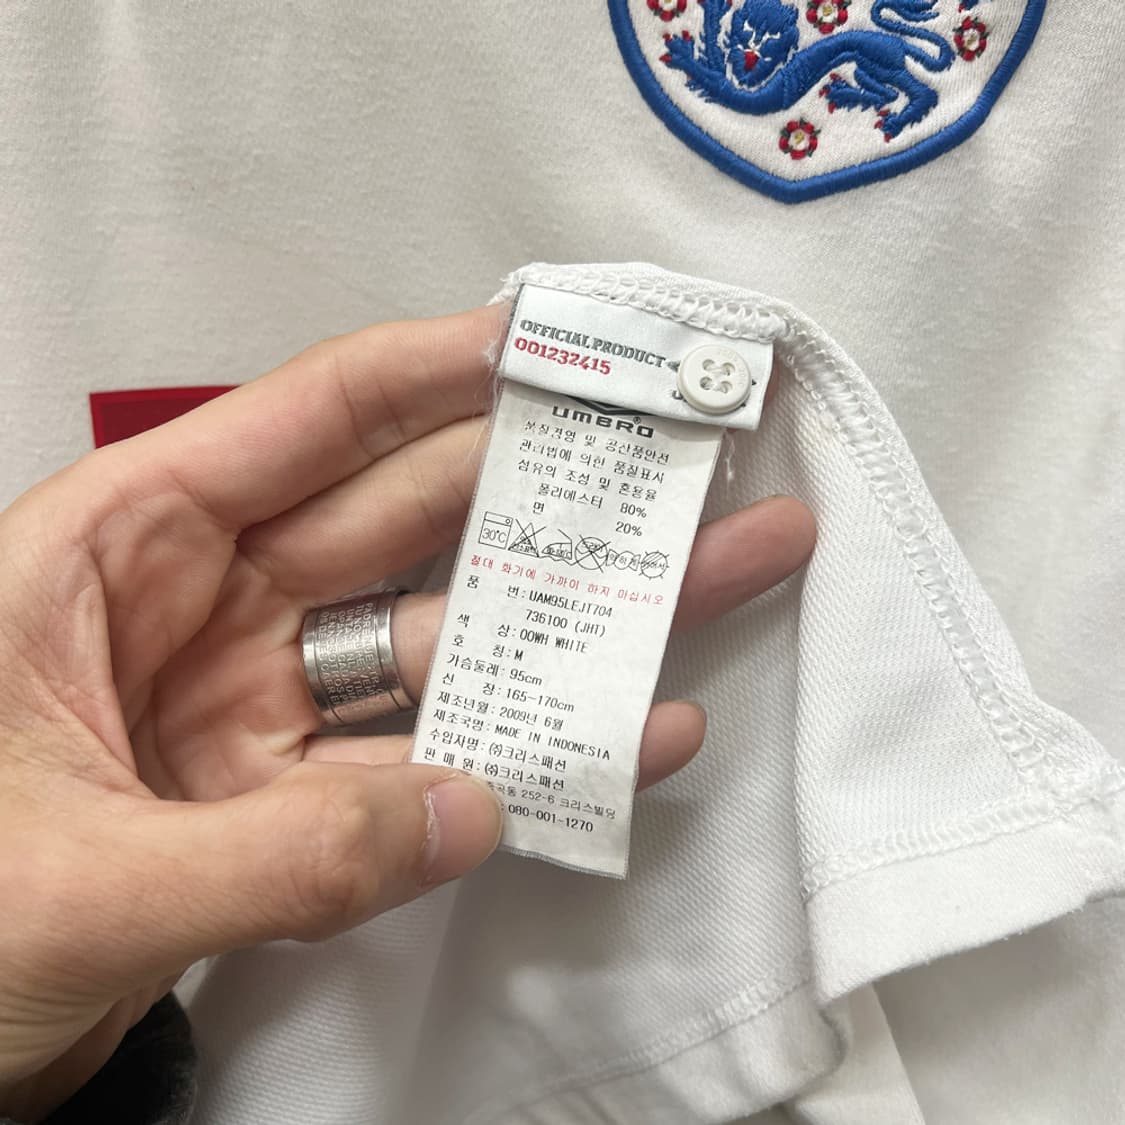 OFFICIAL PRODUCT
001232415
UMBRO®
품질경영 및 공산품안전
관리법에 의한 품질표시
섬유의 조성 및 혼용율
폴리에스터 80%
면 20%
30℃
절대 화기에 가까이 하지 마십시오
품 번: UAM95LEJT704
736100 (JHT)
색 상: 00WH WHITE
호 칭: M
가슴둘레: 95cm
신 장: 165-170cm
제조년월: 2009년 6월
제조국명: MADE IN INDONESIA
수입자명: ㈜크리스패션
판 매 원: ㈜크리스패션
252-6 크리스빌딩
: 080-001-1270